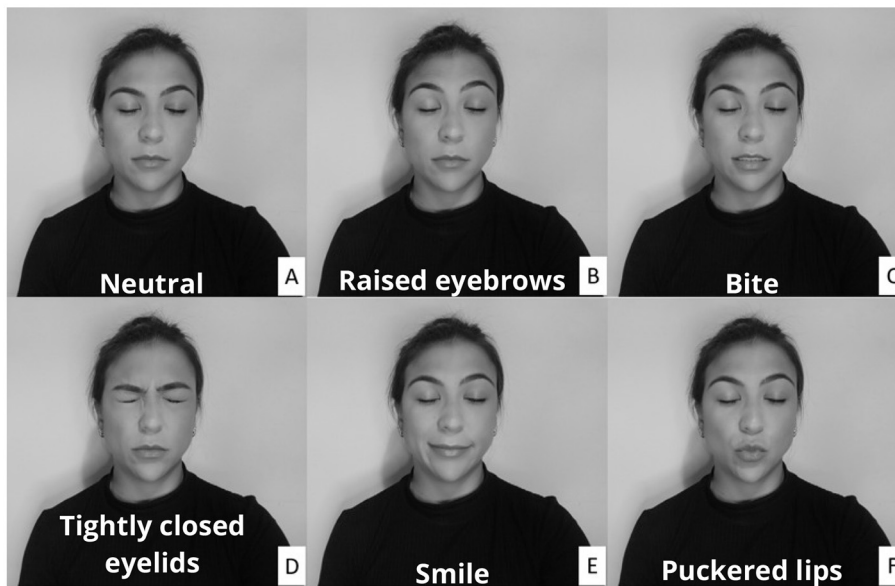 Neutral
A
Raised eyebrows
B
Bite
C
Tightly closed
eyelids
D
Smile
E
Puckered lips
F